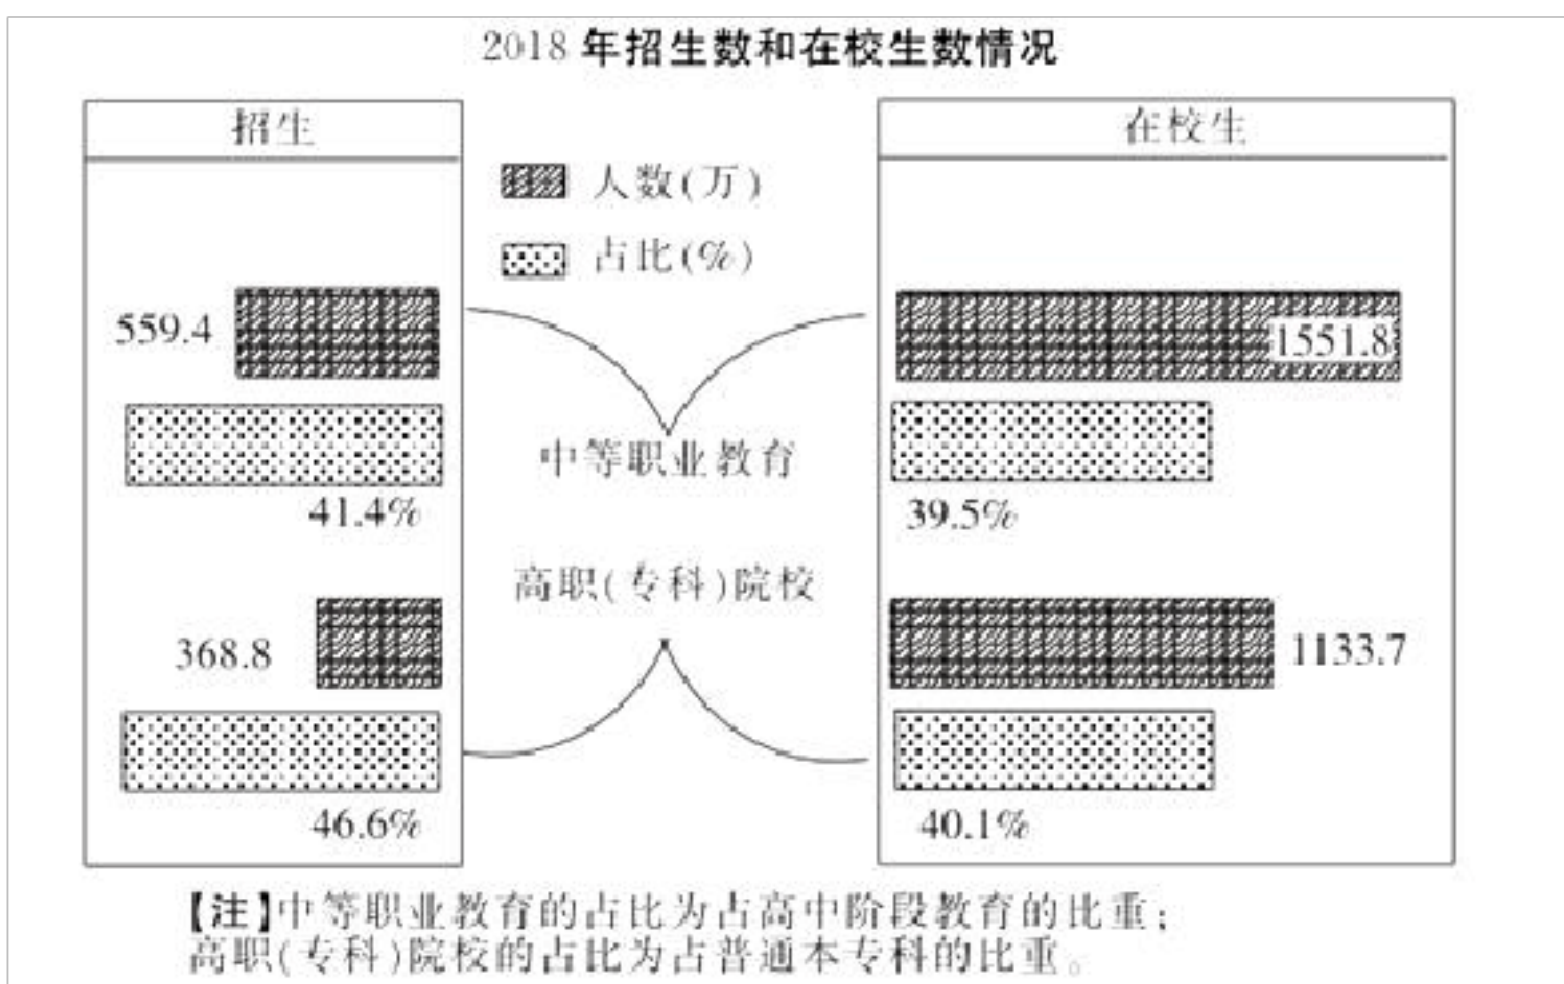 2018 年招生数和在校生数情况
招生
在校生
人数(万)
占比(%)
559.4
1551.8
41.4%
中等职业教育
39.5%
高职(专科)院校
368.8
1133.7
46.6%
40.1%
【注】中等职业教育的占比为占高中阶段教育的比重;
高职(专科)院校的占比为占普通本专科的比重。